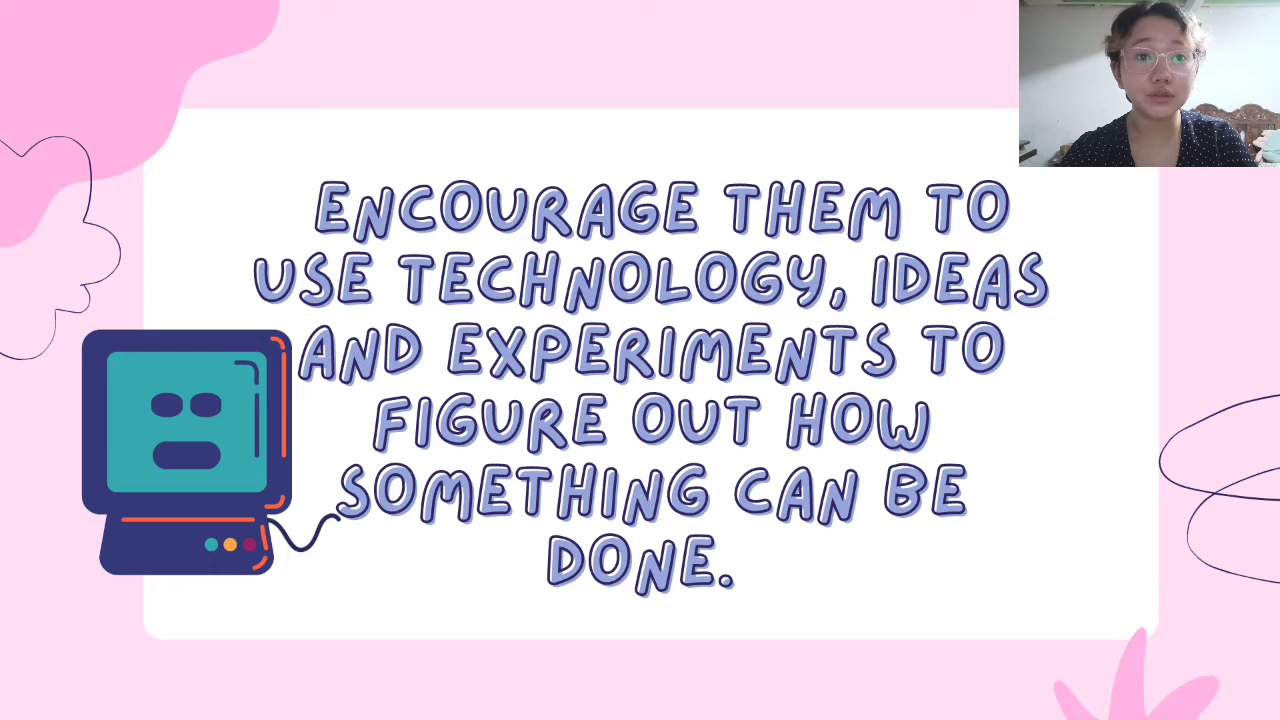 ENCOURAGE THEM TO
USE TECHNOLOGY, IDEAS
AND EXPERIMENTS TO
FIGURE OUT HOW
SOMETHING CAN BE
DONE.